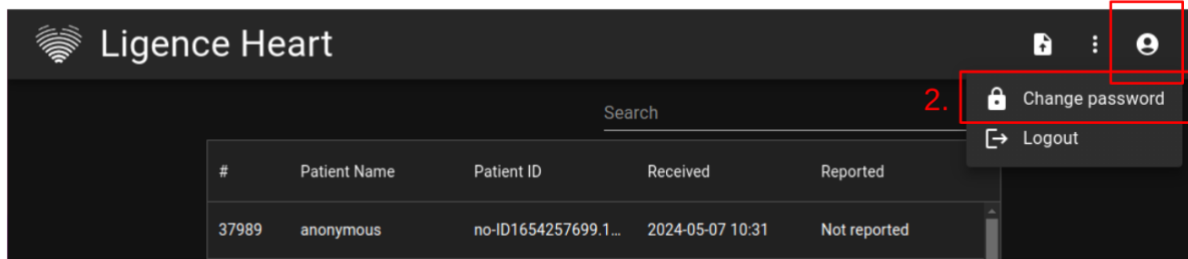 Ligence Heart
Search
2.
Change password
Logout
# Patient Name Patient ID Received Reported
37989 anonymous no-ID1654257699.1... 2024-05-07 10:31 Not reported